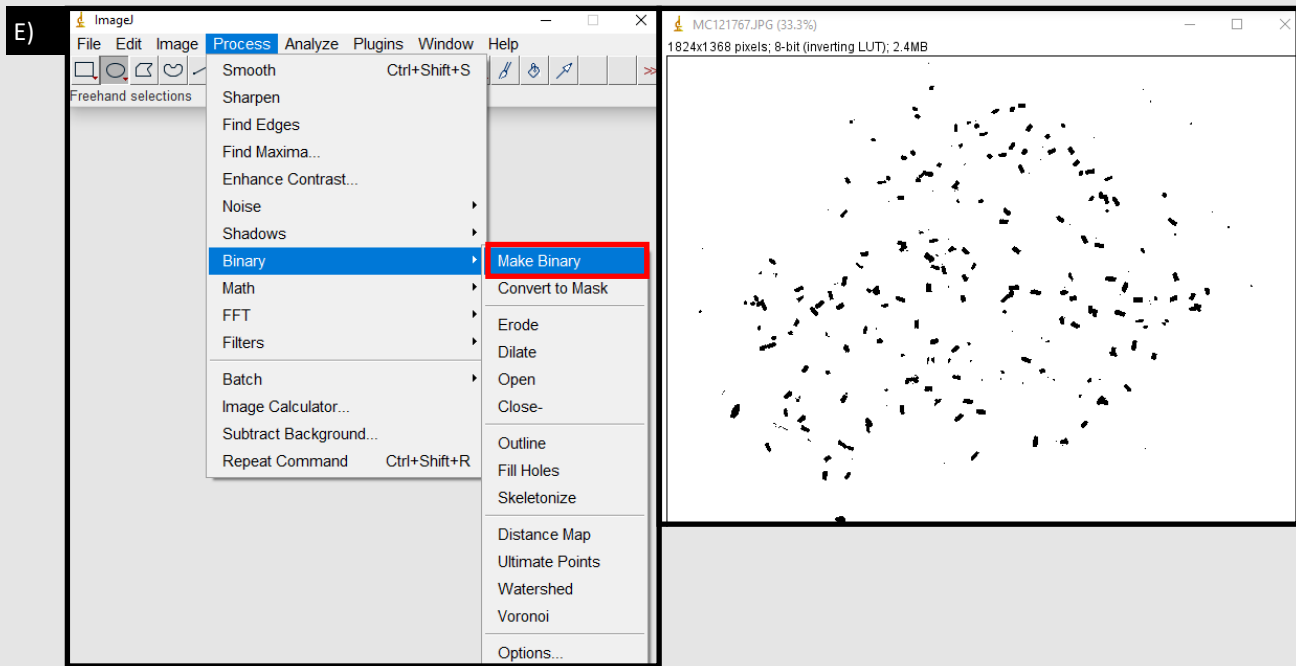 E)
ImageJ
File Edit Image Process Analyze Plugins Window Help
Freehand selections
Smooth Ctrl+Shift+S
Sharpen
Find Edges
Find Maxima...
Enhance Contrast...
Noise
Shadows
Binary
Math
FFT
Filters
Batch
Image Calculator...
Subtract Background...
Repeat Command Ctrl+Shift+R
Make Binary
Convert to Mask
Erode
Dilate
Open
Close-
Outline
Fill Holes
Skeletonize
Distance Map
Ultimate Points
Watershed
Voronoi
Options...
MC121767.JPG (33.3%)
1824x1368 pixels; 8-bit (inverting LUT); 2.4MB